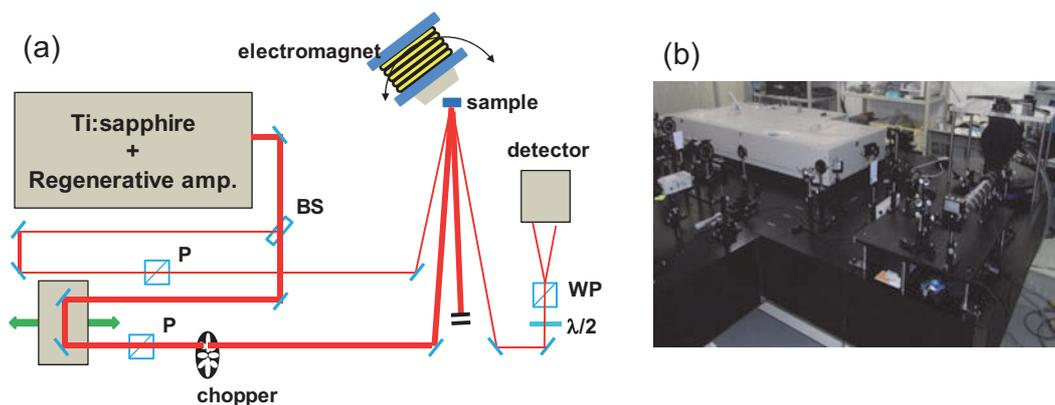 (a)
electromagnet
sample
Ti:sapphire
+
Regenerative amp.
detector
BS
P
WP
P
λ/2
chopper
(b)